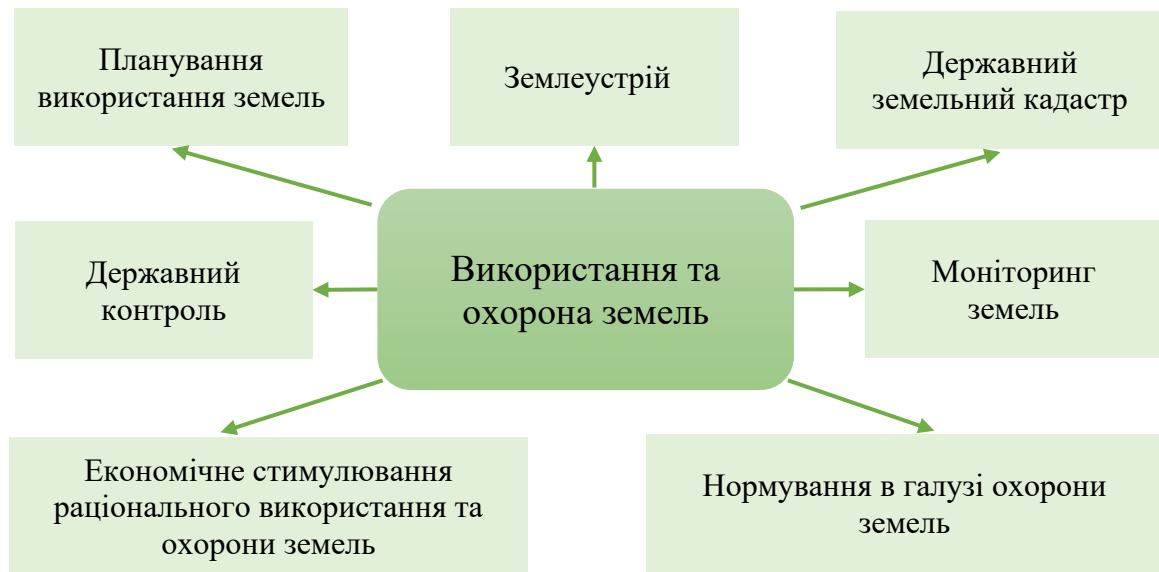 Планування
використання земель
Землеустрій
Державний
земельний кадастр
Державний
контроль
Використання та
охорона земель
Моніторинг
земель
Економічне стимулювання
раціонального використання та
охорони земель
Нормування в галузі охорони
земель